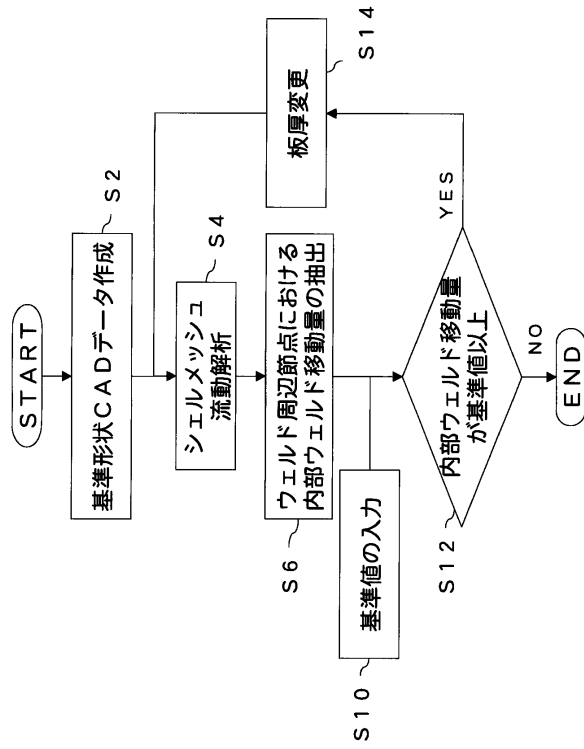 START
基準形状CADデータ作成
S2
シェルメッシュ
流動解析
S4
ウェルド周辺節点における
内部ウェルド移動量の抽出
S6
基準値の入力
S10
内部ウェルド移動量
が基準値以上
S12
YES
板厚変更
S14
NO
END